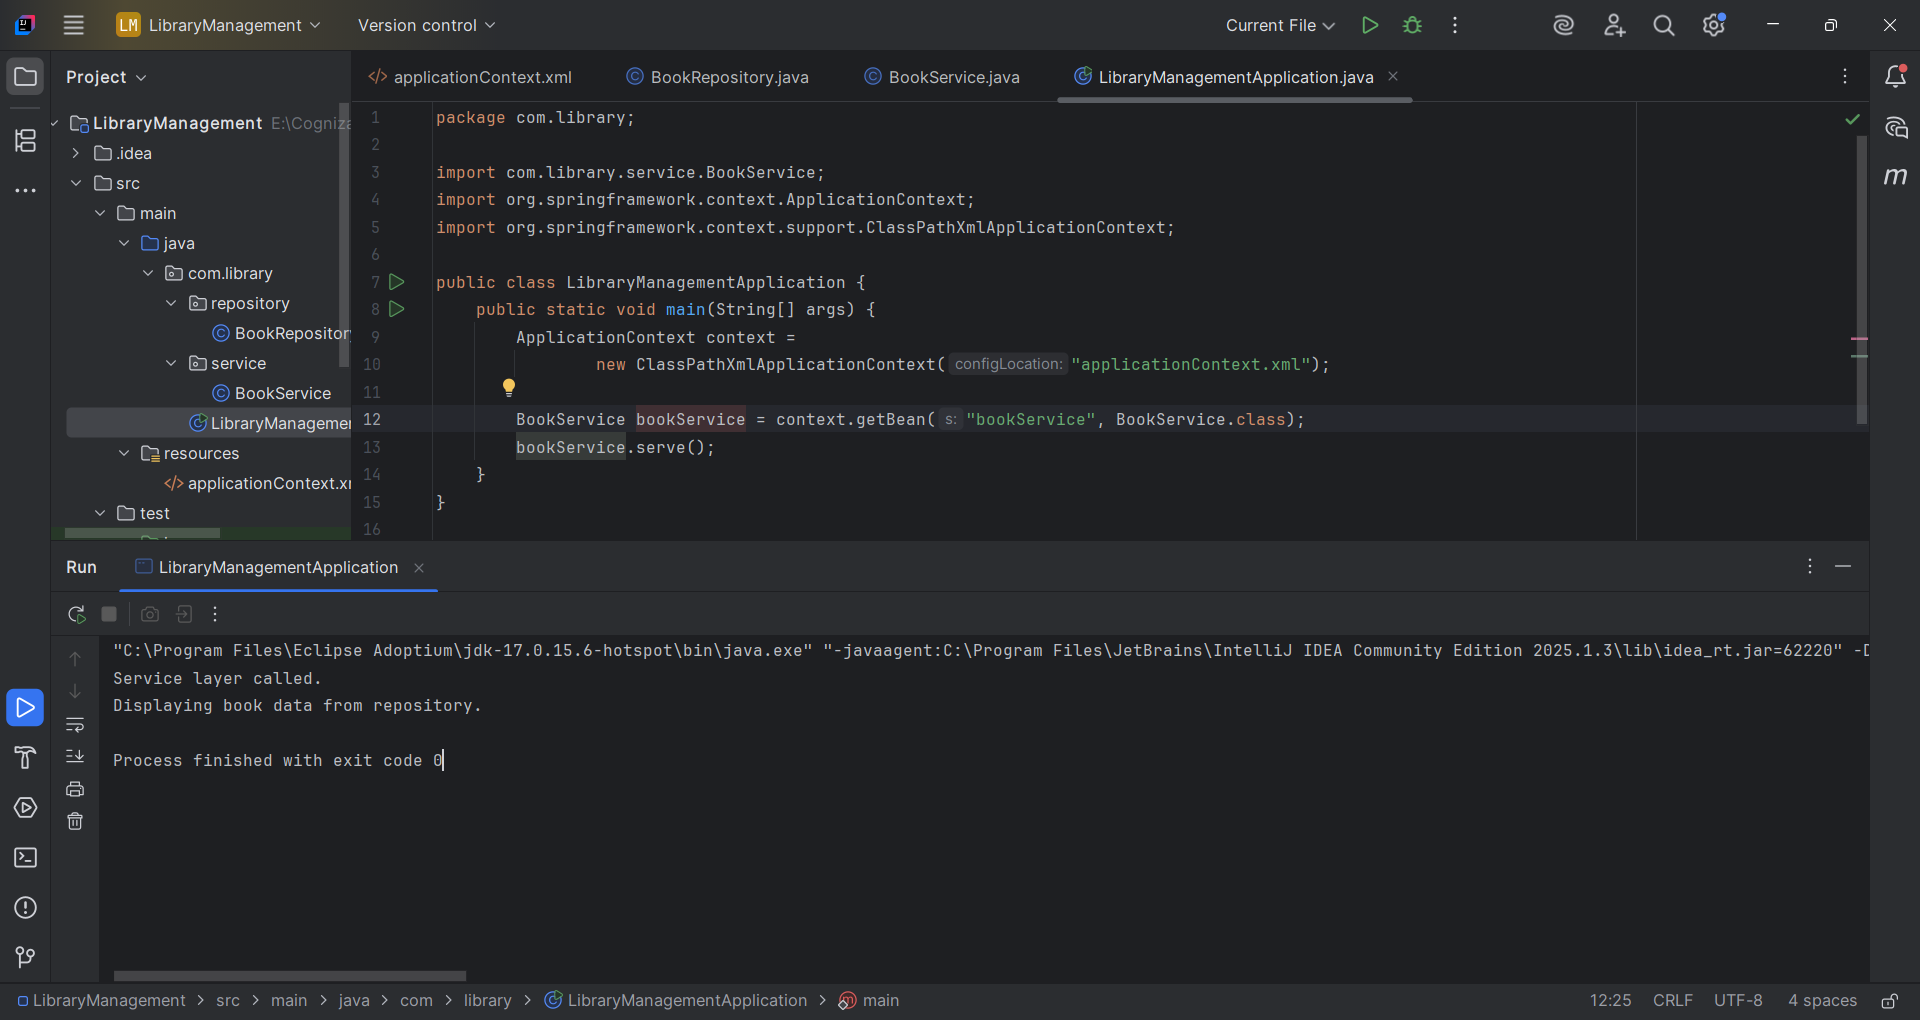 LM LibraryManagement Version control Current File
Project
applicationContext.xml BookRepository.java BookService.java LibraryManagementApplication.java
LibraryManagement E:\Cogniza
.idea
src
main
java
com.library
repository
BookRepository
service
BookService
LibraryManagemen
resources
applicationContext.xm
test
1 package com.library;
2
3 import com.library.service.BookService;
4 import org.springframework.context.ApplicationContext;
5 import org.springframework.context.support.ClassPathXmlApplicationContext;
6
7 public class LibraryManagementApplication {
8 public static void main(String[] args) {
9 ApplicationContext context =
10 new ClassPathXmlApplicationContext( configLocation: "applicationContext.xml");
11
12 BookService bookService = context.getBean( s: "bookService", BookService.class);
13 bookService.serve();
14 }
15 }
16
m
Run LibraryManagementApplication
"C:\Program Files\Eclipse Adoptium\jdk-17.0.15.6-hotspot\bin\java.exe" "-javaagent:C:\Program Files\JetBrains\IntelliJ IDEA Community Edition 2025.1.3\lib\idea_rt.jar=62220" -D
Service layer called.
Displaying book data from repository.
Process finished with exit code 0
LibraryManagement > src > main > java > com > library > LibraryManagementApplication > main 12:25 CRLF UTF-8 4 spaces